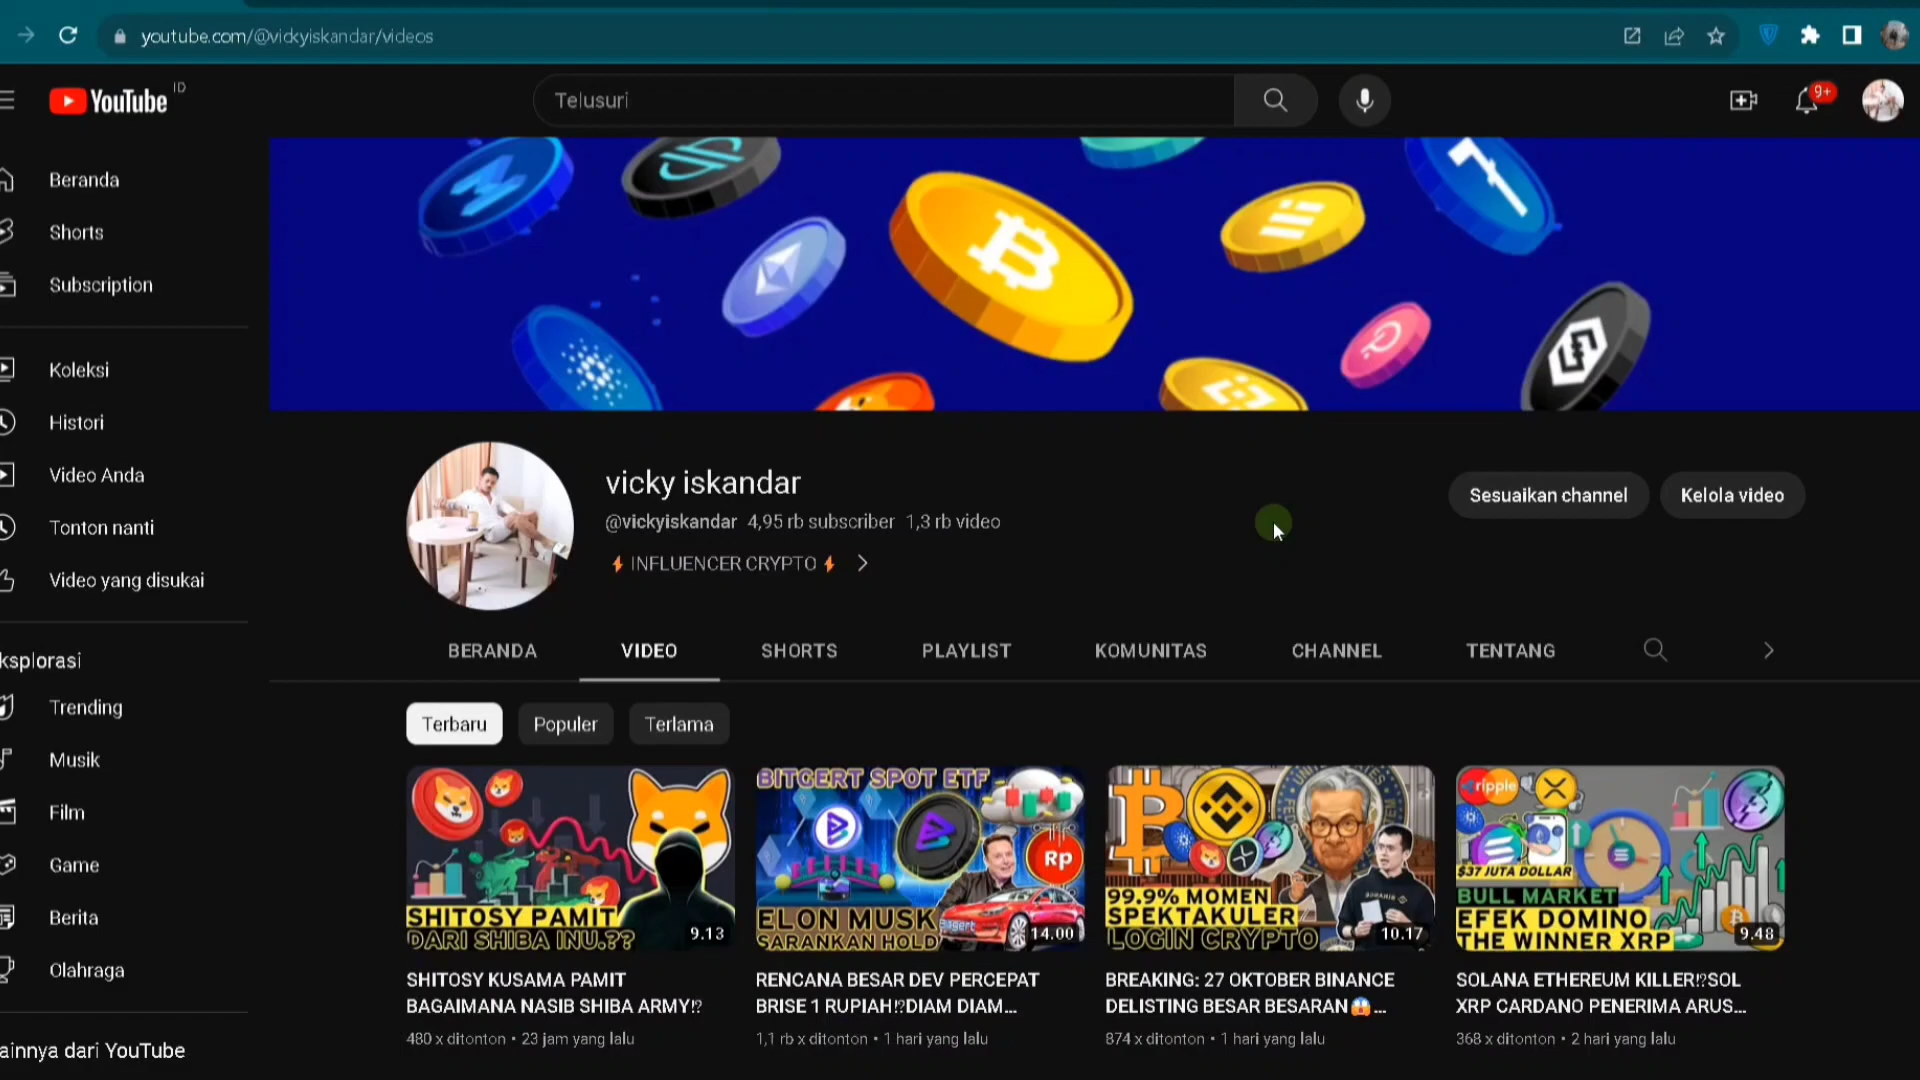 youtube.com/@vickyiskandar/videos
YouTube ID
Telusuri
9+
Beranda
Shorts
Subscription
Koleksi
Histori
Video Anda
Tonton nanti
Video yang disukai
ksplorasi
Trending
Musik
Film
Game
Berita
Olahraga
ainnya dari YouTube
vicky iskandar
@vickyiskandar 4,95 rb subscriber 1,3 rb video
⚡ INFLUENCER CRYPTO ⚡
Sesuaikan channel
Kelola video
BERANDA VIDEO SHORTS PLAYLIST KOMUNITAS CHANNEL TENTANG
Terbaru Populer Terlama
SHITOSY PAMIT
DARI SHIBA INU.??
9.13
SHITOSY KUSAMA PAMIT
BAGAIMANA NASIB SHIBA ARMY⁉
480 x ditonton • 23 jam yang lalu
BITGERT SPOT ETF
Rp
Bitgert
ELON MUSK
SARANKAN HOLD
14.00
RENCANA BESAR DEV PERCEPAT
BRISE 1 RUPIAH⁉DIAM DIAM...
1,1 rb x ditonton • 1 hari yang lalu
99.9% MOMEN
SPEKTAKULER
LOGIN CRYPTO
10.17
BREAKING: 27 OKTOBER BINANCE
DELISTING BESAR BESARAN😱...
874 x ditonton • 1 hari yang lalu
ripple
$37 JUTA DOLLAR
BULL MARKET
EFEK DOMINO
THE WINNER XRP
9.48
SOLANA ETHEREUM KILLER⁉SOL
XRP CARDANO PENERIMA ARUS...
368 x ditonton • 2 hari yang lalu